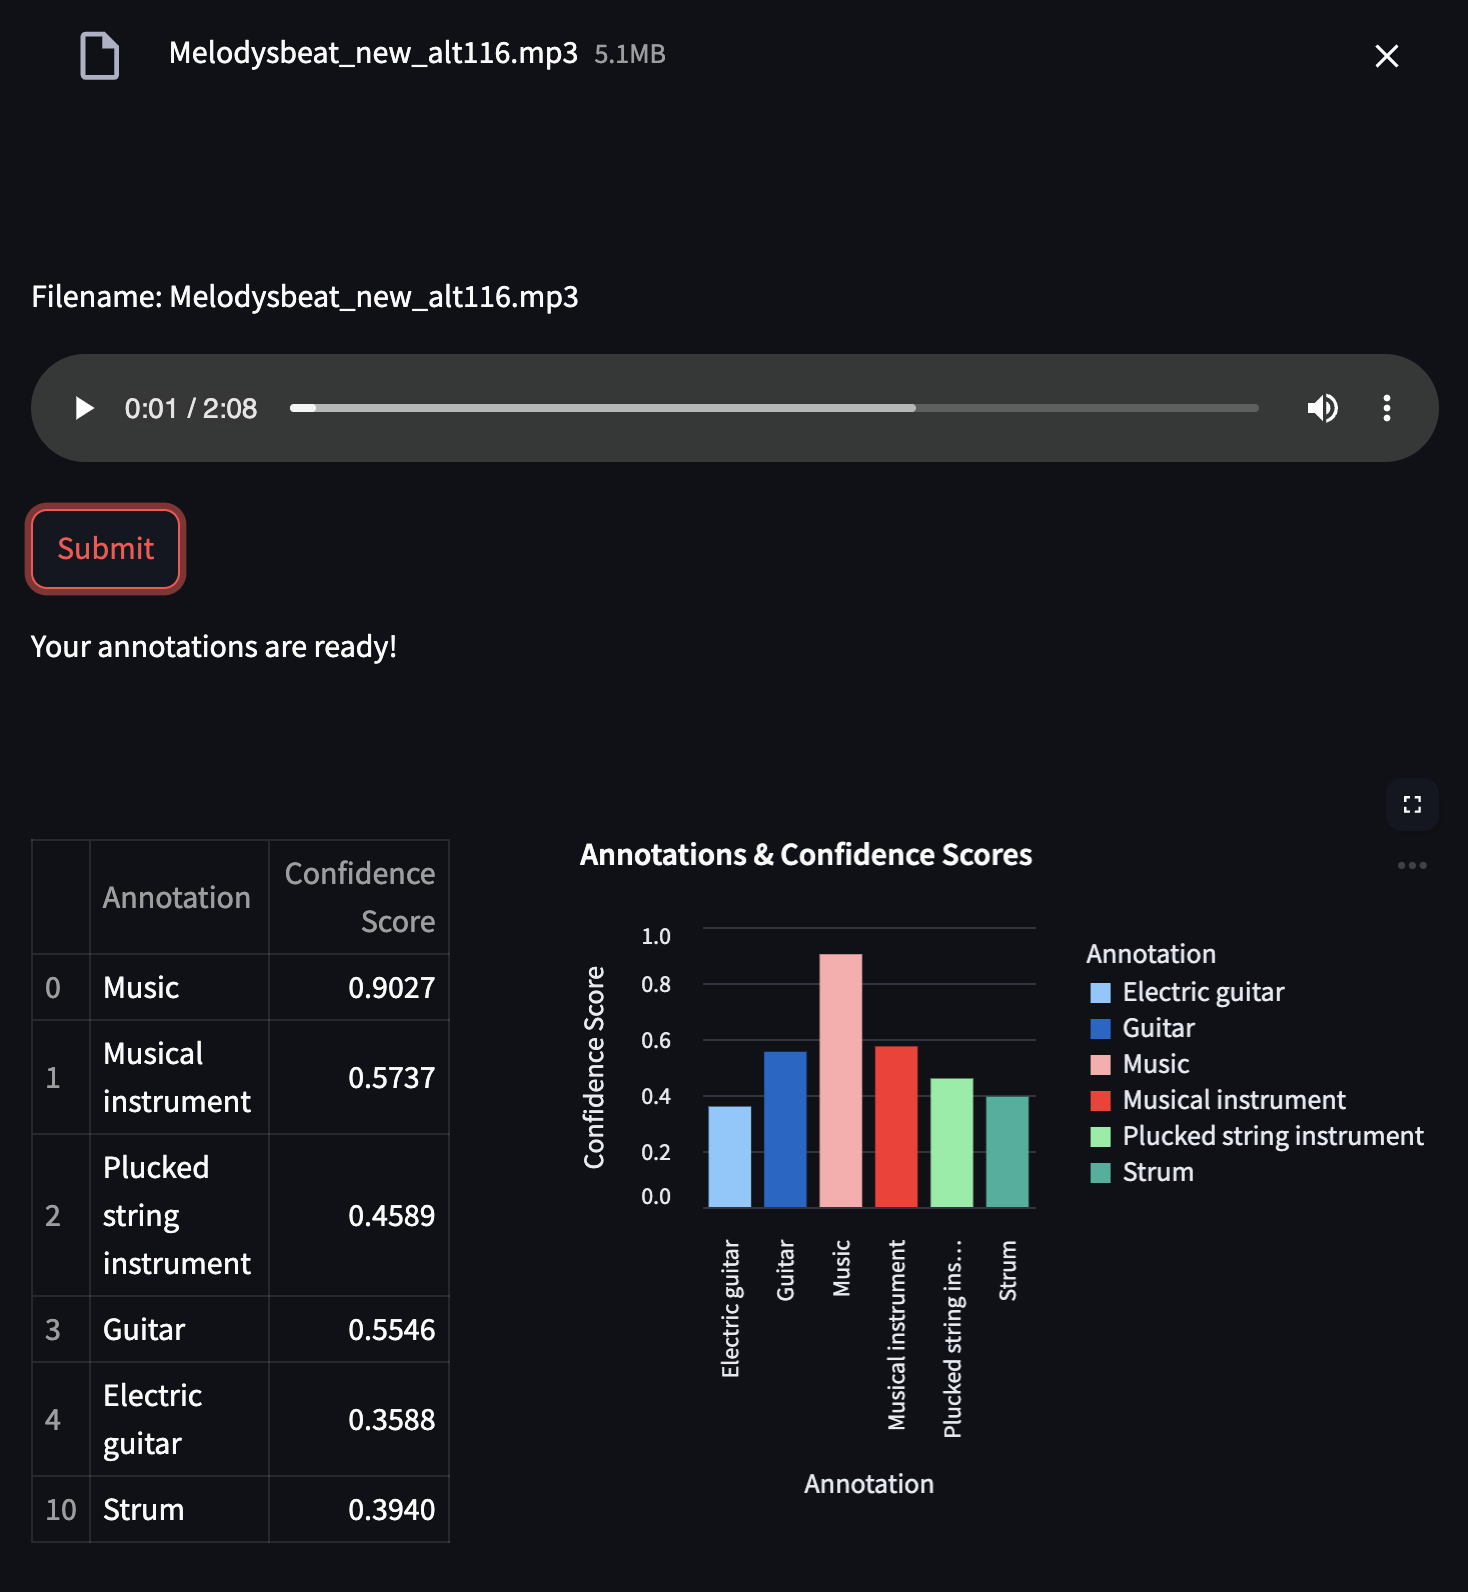 Melodysbeat_new_alt116.mp3 5.1MB
Filename: Melodysbeat_new_alt116.mp3
0:01 / 2:08
Submit
Your annotations are ready!
Annotation
Confidence
Score
0 Music 0.9027
1 Musical
instrument 0.5737
2 Plucked
string
instrument 0.4589
3 Guitar 0.5546
4 Electric
guitar 0.3588
10 Strum 0.3940
Annotations & Confidence Scores
Confidence Score
1.0
0.8
0.6
0.4
0.2
0.0
Electric guitar
Guitar
Music
Musical instrument
Plucked string ins...
Strum
Annotation
Annotation
Electric guitar
Guitar
Music
Musical instrument
Plucked string instrument
Strum